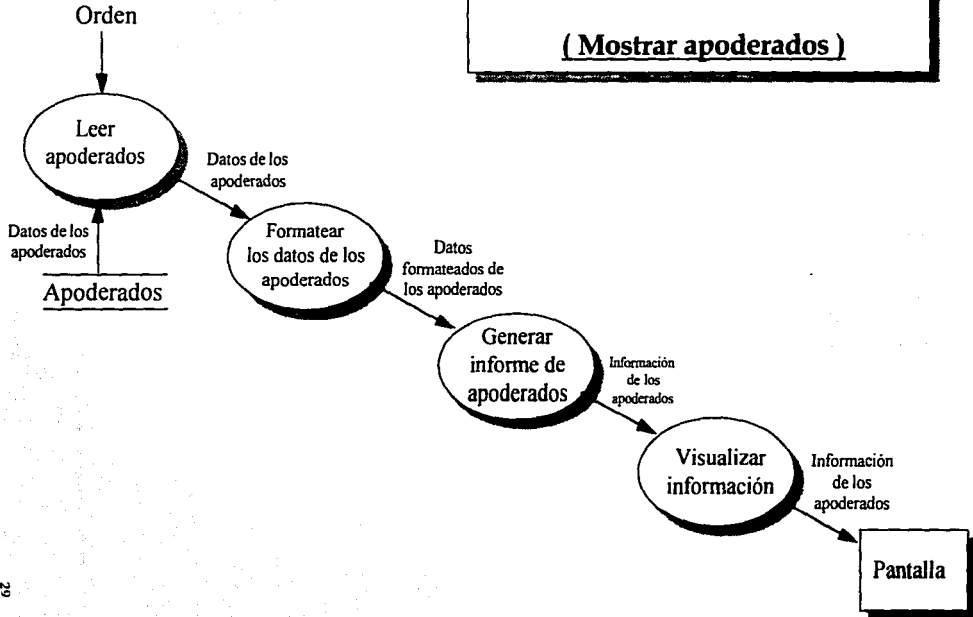 Orden
( Mostrar apoderados )
Leer
apoderados
Datos de los
apoderados
Datos de los
apoderados
Apoderados
Formatear
los datos de los
apoderados
Datos
formateados de
los apoderados
Generar
informe de
apoderados
Información
de los
apoderados
Visualizar
información
Información
de los
apoderados
Pantalla
29